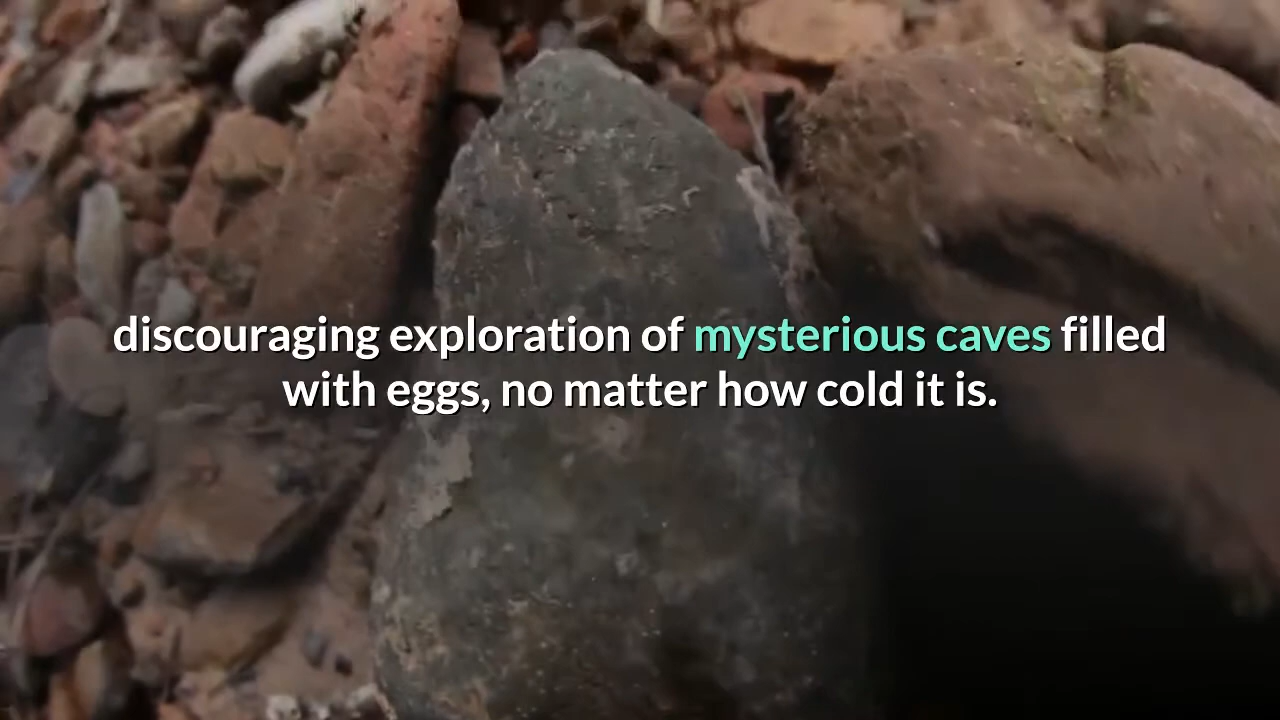 discouraging exploration of mysterious caves filled
with eggs, no matter how cold it is.